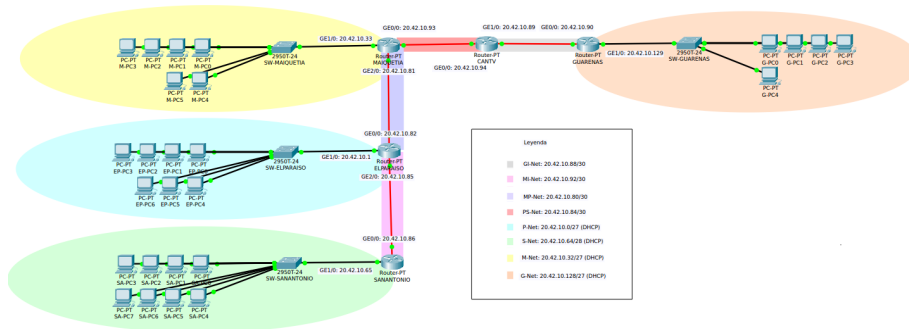 GE0/0: 20.42.10.93
GE1/0: 20.42.10.89
GE0/0: 20.42.10.90
GE1/0: 20.42.10.33
PC-PT
M-PC3
PC-PT
M-PC2
PC-PT
M-PC1
PC-PT
M-PC0
2950T-24
SW-MAIQUETIA
Router-PT
MAIQUETIA
Router-PT
CANTV
Router-PT
GUARENAS
GE1/0: 20.42.10.129
2950T-24
SW-GUARENAS
PC-PT
G-PC0
PC-PT
G-PC1
PC-PT
G-PC2
PC-PT
G-PC3
GE0/0: 20.42.10.94
GE2/0: 20.42.10.81
PC-PT
M-PC5
PC-PT
M-PC4
PC-PT
G-PC4
GE0/0: 20.42.10.82
GE1/0: 20.42.10.1
PC-PT
EP-PC3
PC-PT
EP-PC2
PC-PT
EP-PC1
PC-PT
2950T-24
SW-ELPARAISO
Router-PT
ELPARAISO
GE2/0: 20.42.10.85
PC-PT
EP-PC6
PC-PT
EP-PC5
PC-PT
EP-PC4
GE0/0: 20.42.10.86
GE1/0: 20.42.10.65
PC-PT
SA-PC3
PC-PT
SA-PC2
PC-PT
SA-PC1
PC-PT
2950T-24
SW-SANANTONIO
Router-PT
SANANTONIO
PC-PT
SA-PC7
PC-PT
SA-PC6
PC-PT
SA-PC5
PC-PT
SA-PC4
Leyenda
GI-Net: 20.42.10.88/30
MI-Net: 20.42.10.92/30
MP-Net: 20.42.10.80/30
PS-Net: 20.42.10.84/30
P-Net: 20.42.10.0/27 (DHCP)
S-Net: 20.42.10.64/28 (DHCP)
M-Net: 20.42.10.32/27 (DHCP)
G-Net: 20.42.10.128/27 (DHCP)